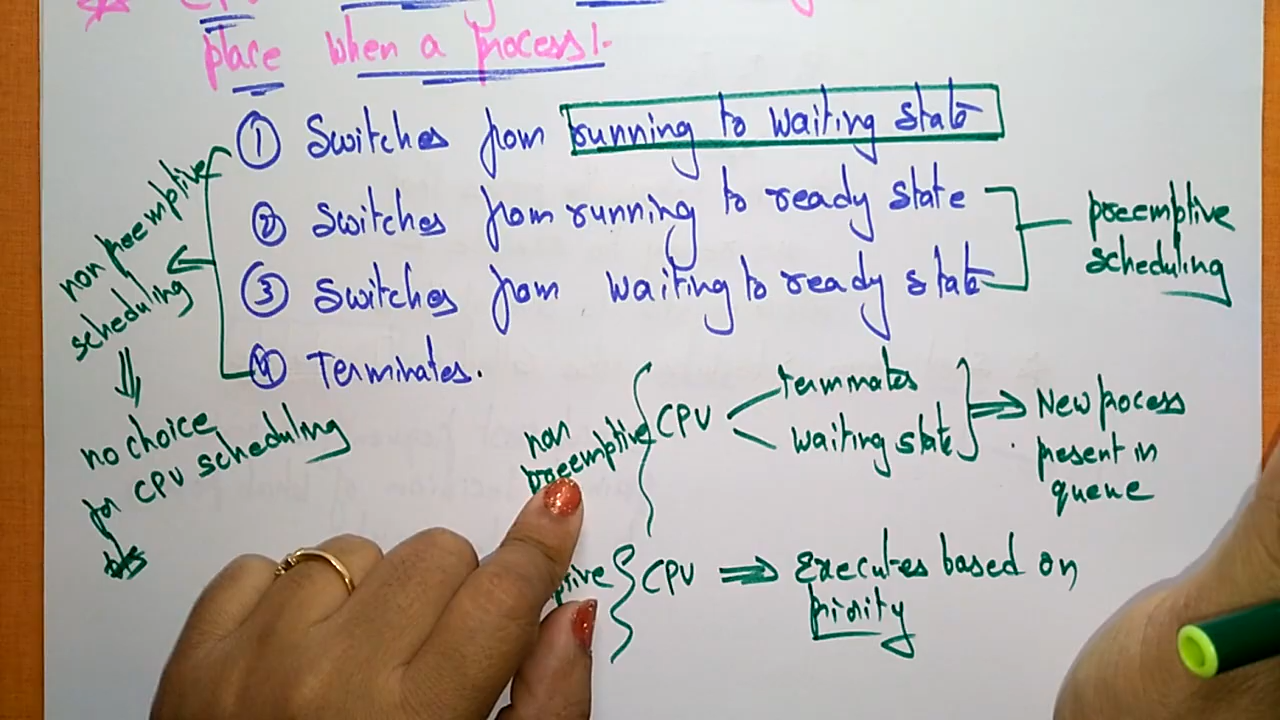 place when a process:-
① Switches from running to waiting state
② Switches from running to ready state
③ Switches from waiting to ready state
④ Terminates.
non preemptive
scheduling
no choice
for CPU scheduling
preemptive
scheduling
non
preemptive
CPU
terminates
waiting state
New process
present in
queue
ptive
CPU
Executes based on
priority